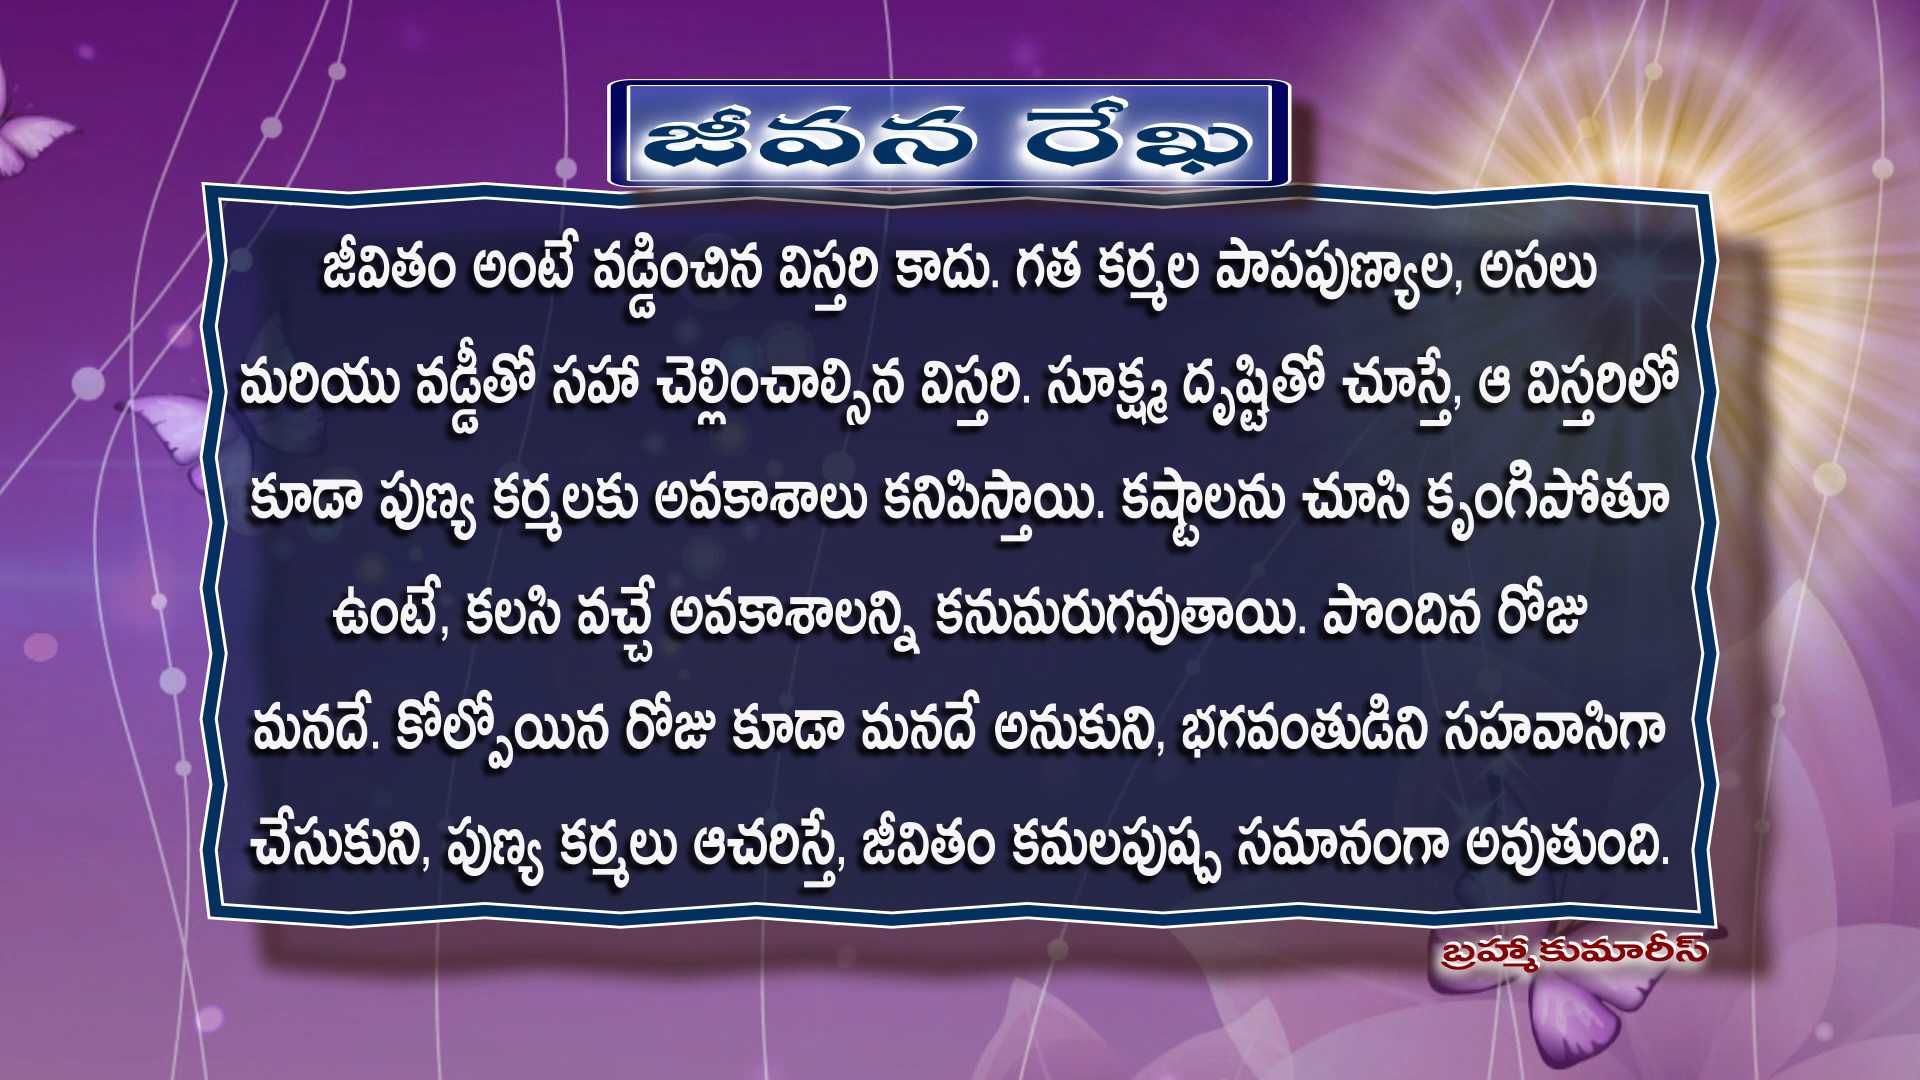 జీవన రేఖ
జీవితం అంటే వడ్డించిన విస్తరి కాదు. గత కర్మల పాపపుణ్యాల, అసలు
మరియు వడ్డీతో సహా చెల్లించాల్సిన విస్తరి. సూక్ష్మ దృష్టితో చూస్తే, ఆ విస్తరిలో
కూడా పుణ్య కర్మలకు అవకాశాలు కనిపిస్తాయి. కష్టాలను చూసి కృంగిపోతూ
ఉంటే, కలసి వచ్చే అవకాశాలన్ని కనుమరుగవుతాయి. పొందిన రోజు
మనదే. కోల్పోయిన రోజు కూడా మనదే అనుకుని, భగవంతుడిని సహవాసిగా
చేసుకుని, పుణ్య కర్మలు ఆచరిస్తే, జీవితం కమలపుష్ప సమానంగా అవుతుంది.
బ్రహ్మాకుమారీస్